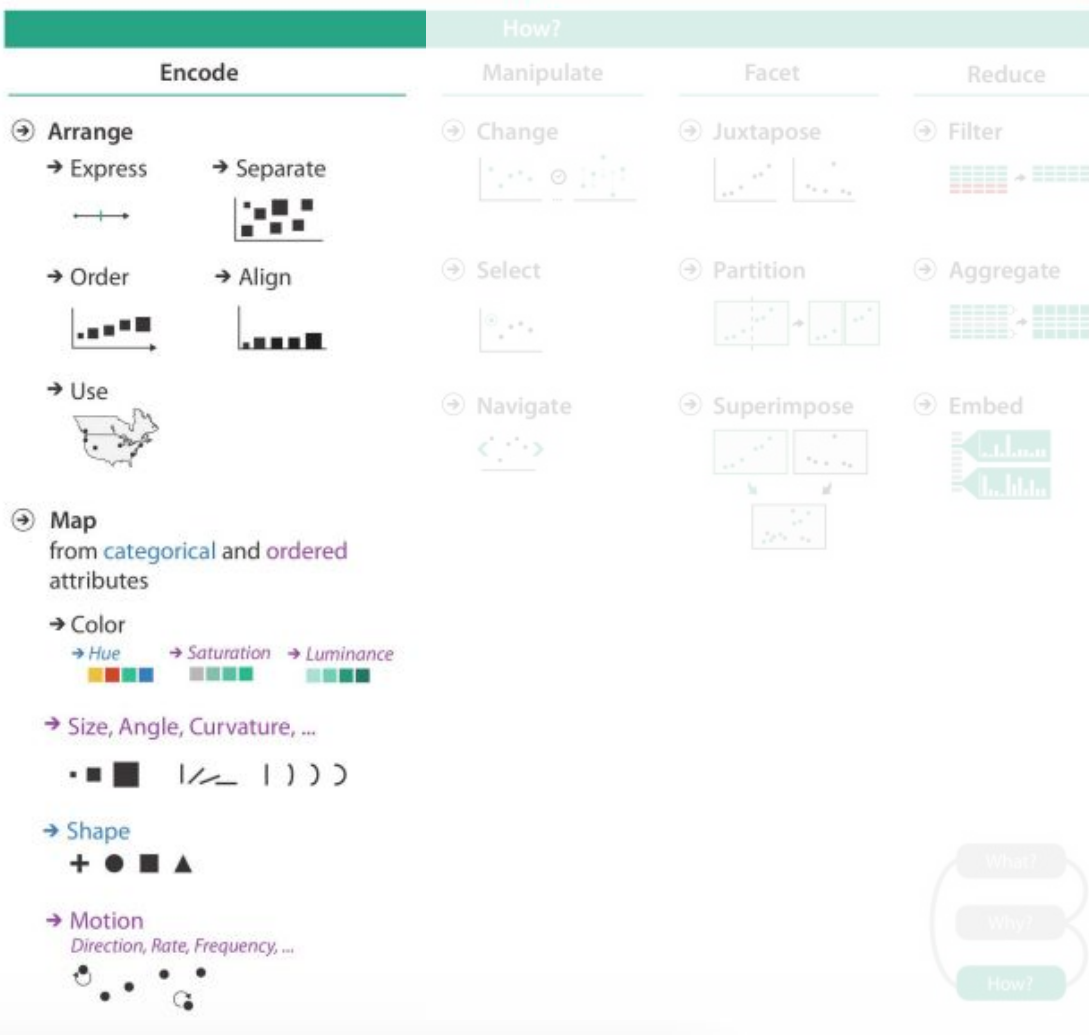 How?
Encode
Manipulate
Facet
Reduce
Arrange
Express
Separate
Order
Align
Use
Map
from categorical and ordered
attributes
Color
Hue
Saturation
Luminance
Size, Angle, Curvature, ...
Shape
Motion
Direction, Rate, Frequency, ...
Change
Select
Navigate
Juxtapose
Partition
Superimpose
Filter
Aggregate
Embed
What?
Why?
How?